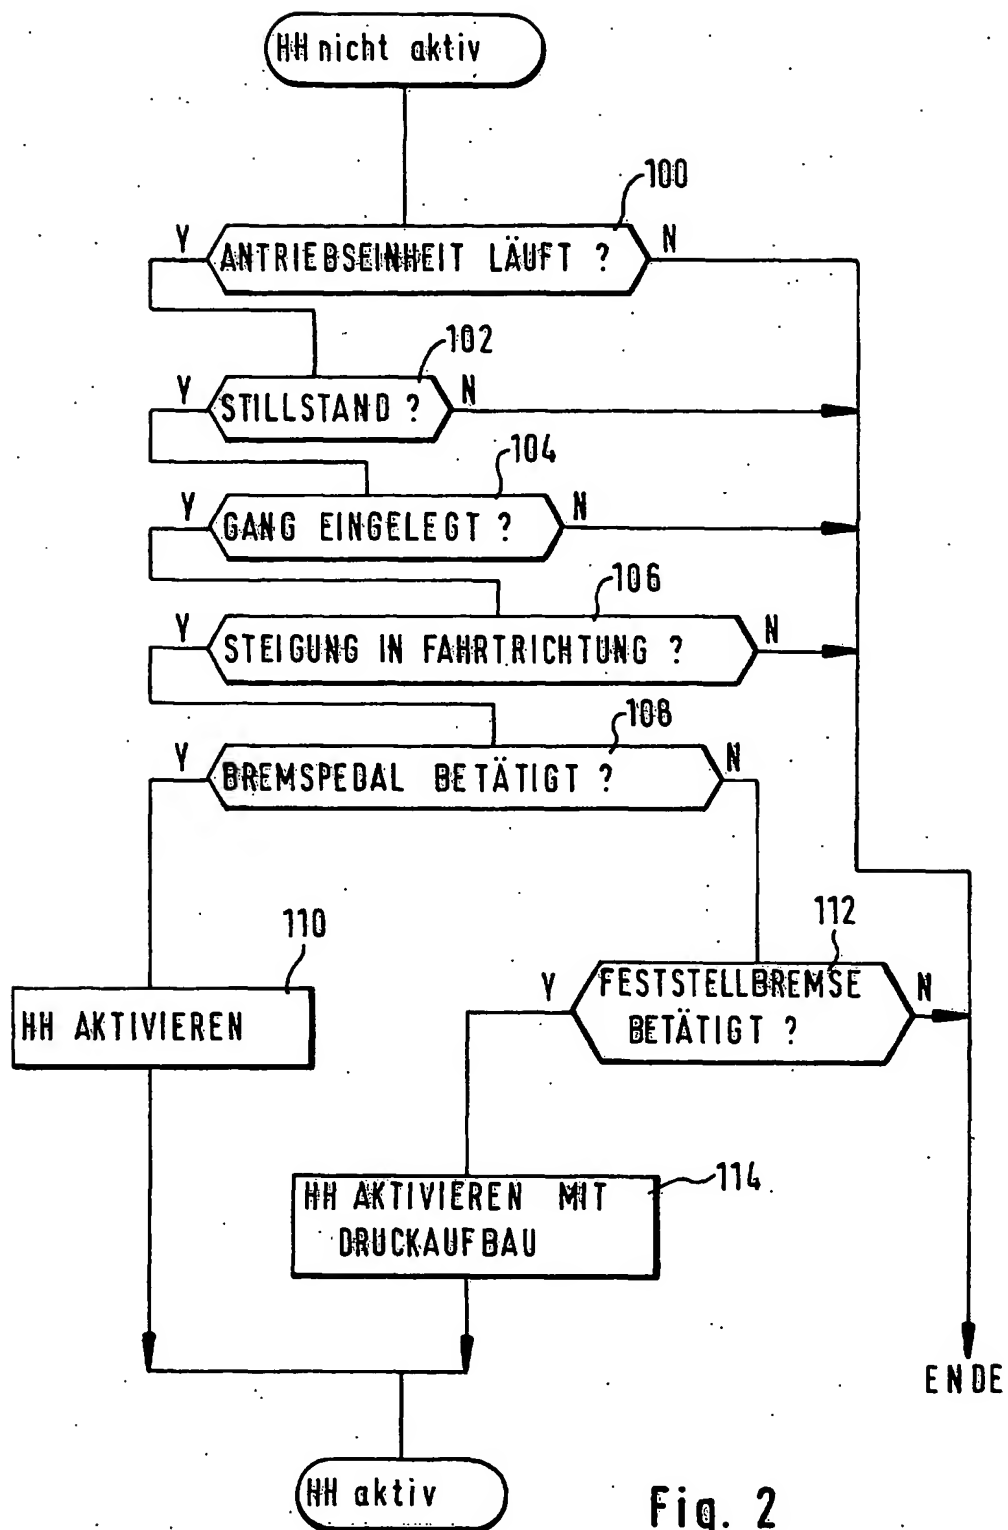 HH nicht aktiv
100
Y
N
ANTRIEBSEINHEIT LÄUFT ?
102
Y
N
STILLSTAND ?
104
Y
N
GANG EINGELEGT ?
106
Y
N
STEIGUNG IN FAHRTRICHTUNG ?
108
Y
N
BREMSPEDAL BETÄTIGT ?
110
112
HH AKTIVIEREN
Y
FESTSTELLBREMSE
N
BETÄTIGT ?
114
HH AKTIVIEREN MIT
DRUCKAUFBAU
ENDE
HH aktiv
Fig. 2